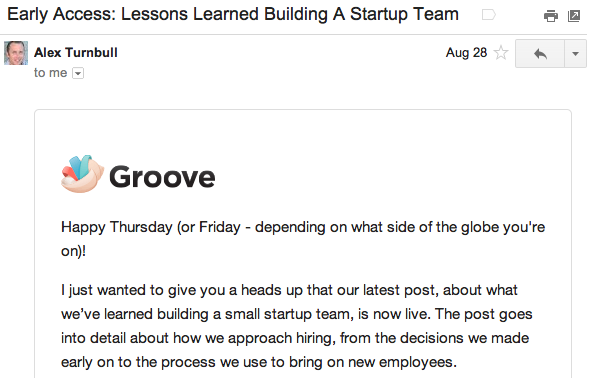 Early Access: Lessons Learned Building A Startup Team
Alex Turnbull
Aug 28
to me
Groove
Happy Thursday (or Friday - depending on what side of the globe you're
on)!
I just wanted to give you a heads up that our latest post, about what
we've learned building a small startup team, is now live. The post goes
into detail about how we approach hiring, from the decisions we made
early on to the process we use to bring on new employees.